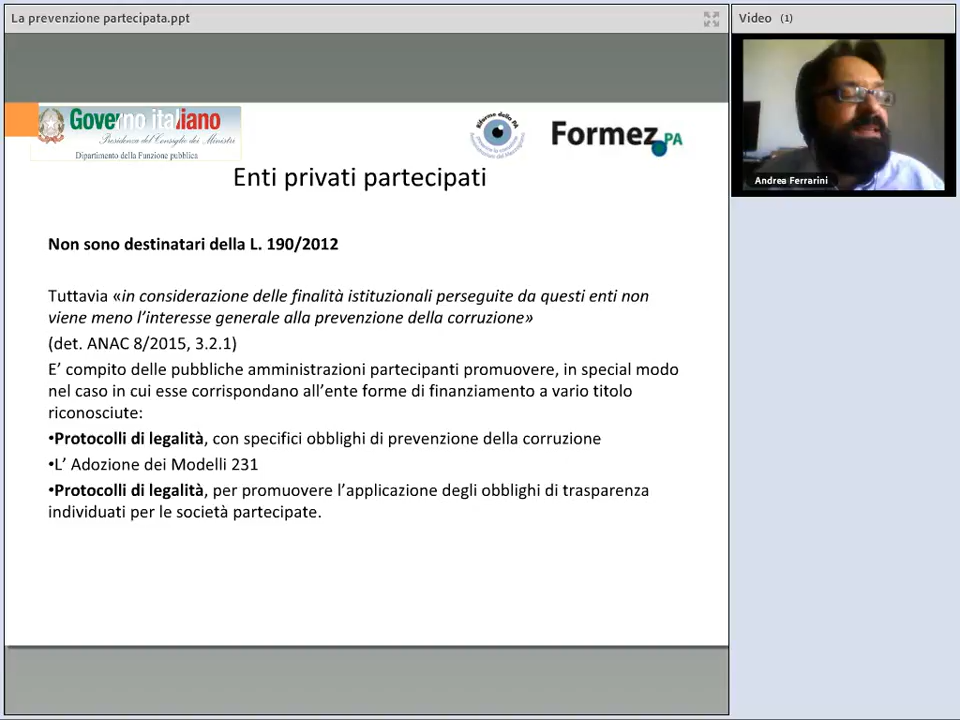 La prevenzione partecipata.ppt
Video (1)
Andrea Ferrarini
Governo italiano
Presidenza del Consiglio dei Ministri
Dipartimento della Funzione pubblica
Riforme della PA
Formez PA
Enti privati partecipati
Non sono destinatari della L. 190/2012
Tuttavia «in considerazione delle finalità istituzionali perseguite da questi enti non
viene meno l’interesse generale alla prevenzione della corruzione»
(det. ANAC 8/2015, 3.2.1)
E’ compito delle pubbliche amministrazioni partecipanti promuovere, in special modo
nel caso in cui esse corrispondano all’ente forme di finanziamento a vario titolo
riconosciute:
•Protocolli di legalità, con specifici obblighi di prevenzione della corruzione
•L’ Adozione dei Modelli 231
•Protocolli di legalità, per promuovere l’applicazione degli obblighi di trasparenza
individuati per le società partecipate.